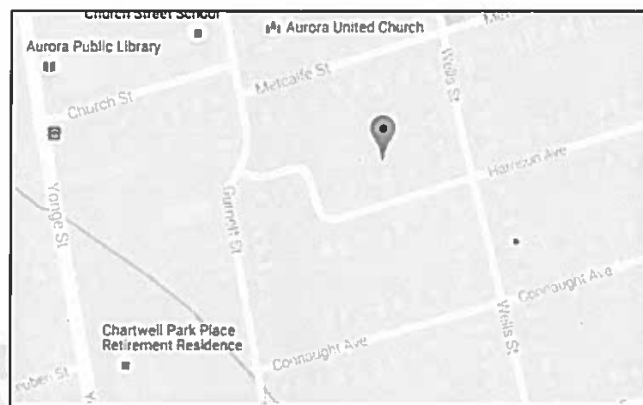 Church Street School
Aurora United Church
Aurora Public Library
Metcalfe St
Wells St
Church St
Harrison Ave
Yonge St
Gurnett St
Connaught Ave
Chartwell Park Place
Retirement Residence
Wells St
Connaught Ave